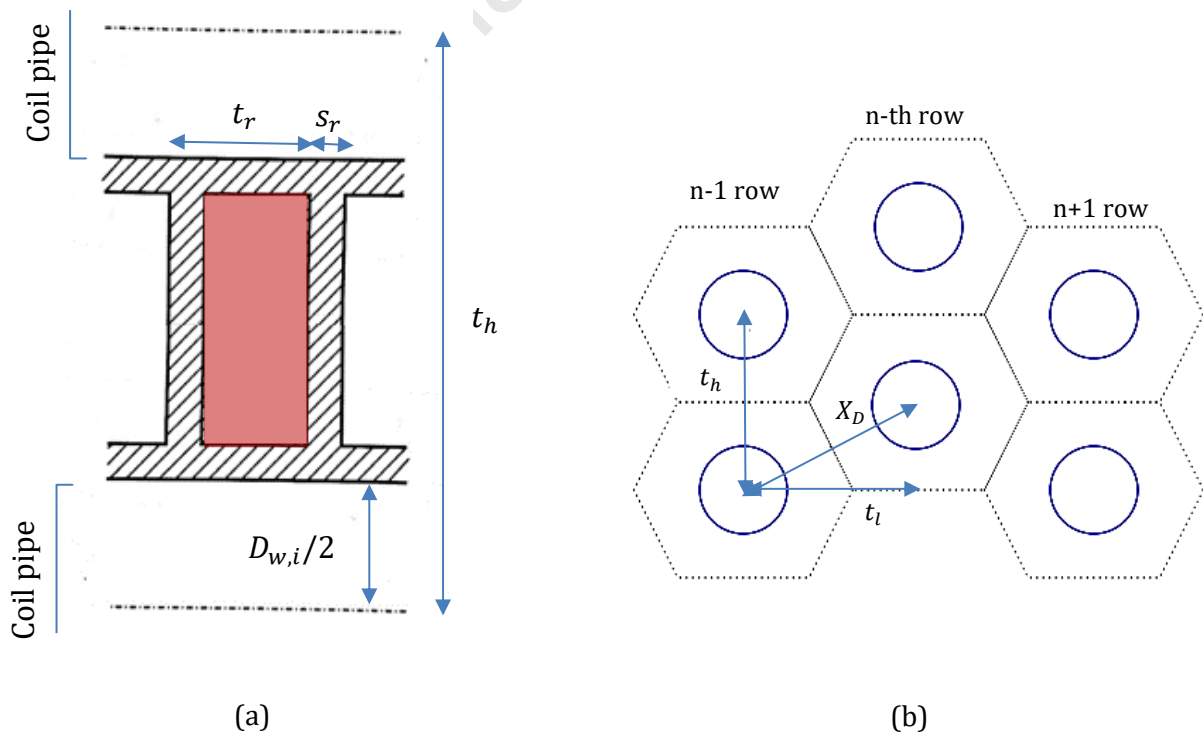 Coil pipe
t_r
s_r
t_h
D_{w,i}/2
Coil pipe
(a)
n-th row
n-1 row
n+1 row
t_h
X_D
t_l
(b)